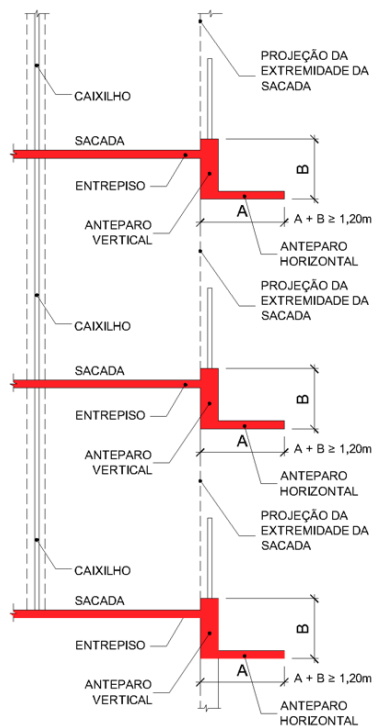 PROJEÇÃO DA
EXTREMIDADE DA
SACADA
CAIXILHO
SACADA
B
ENTREPISO
A
A + B ≥ 1,20m
ANTEPARO
VERTICAL
ANTEPARO
HORIZONTAL
PROJEÇÃO DA
EXTREMIDADE DA
SACADA
CAIXILHO
SACADA
B
ENTREPISO
A
A + B ≥ 1,20m
ANTEPARO
VERTICAL
ANTEPARO
HORIZONTAL
PROJEÇÃO DA
EXTREMIDADE DA
SACADA
CAIXILHO
SACADA
B
ENTREPISO
A
A + B ≥ 1,20m
ANTEPARO
VERTICAL
ANTEPARO
HORIZONTAL